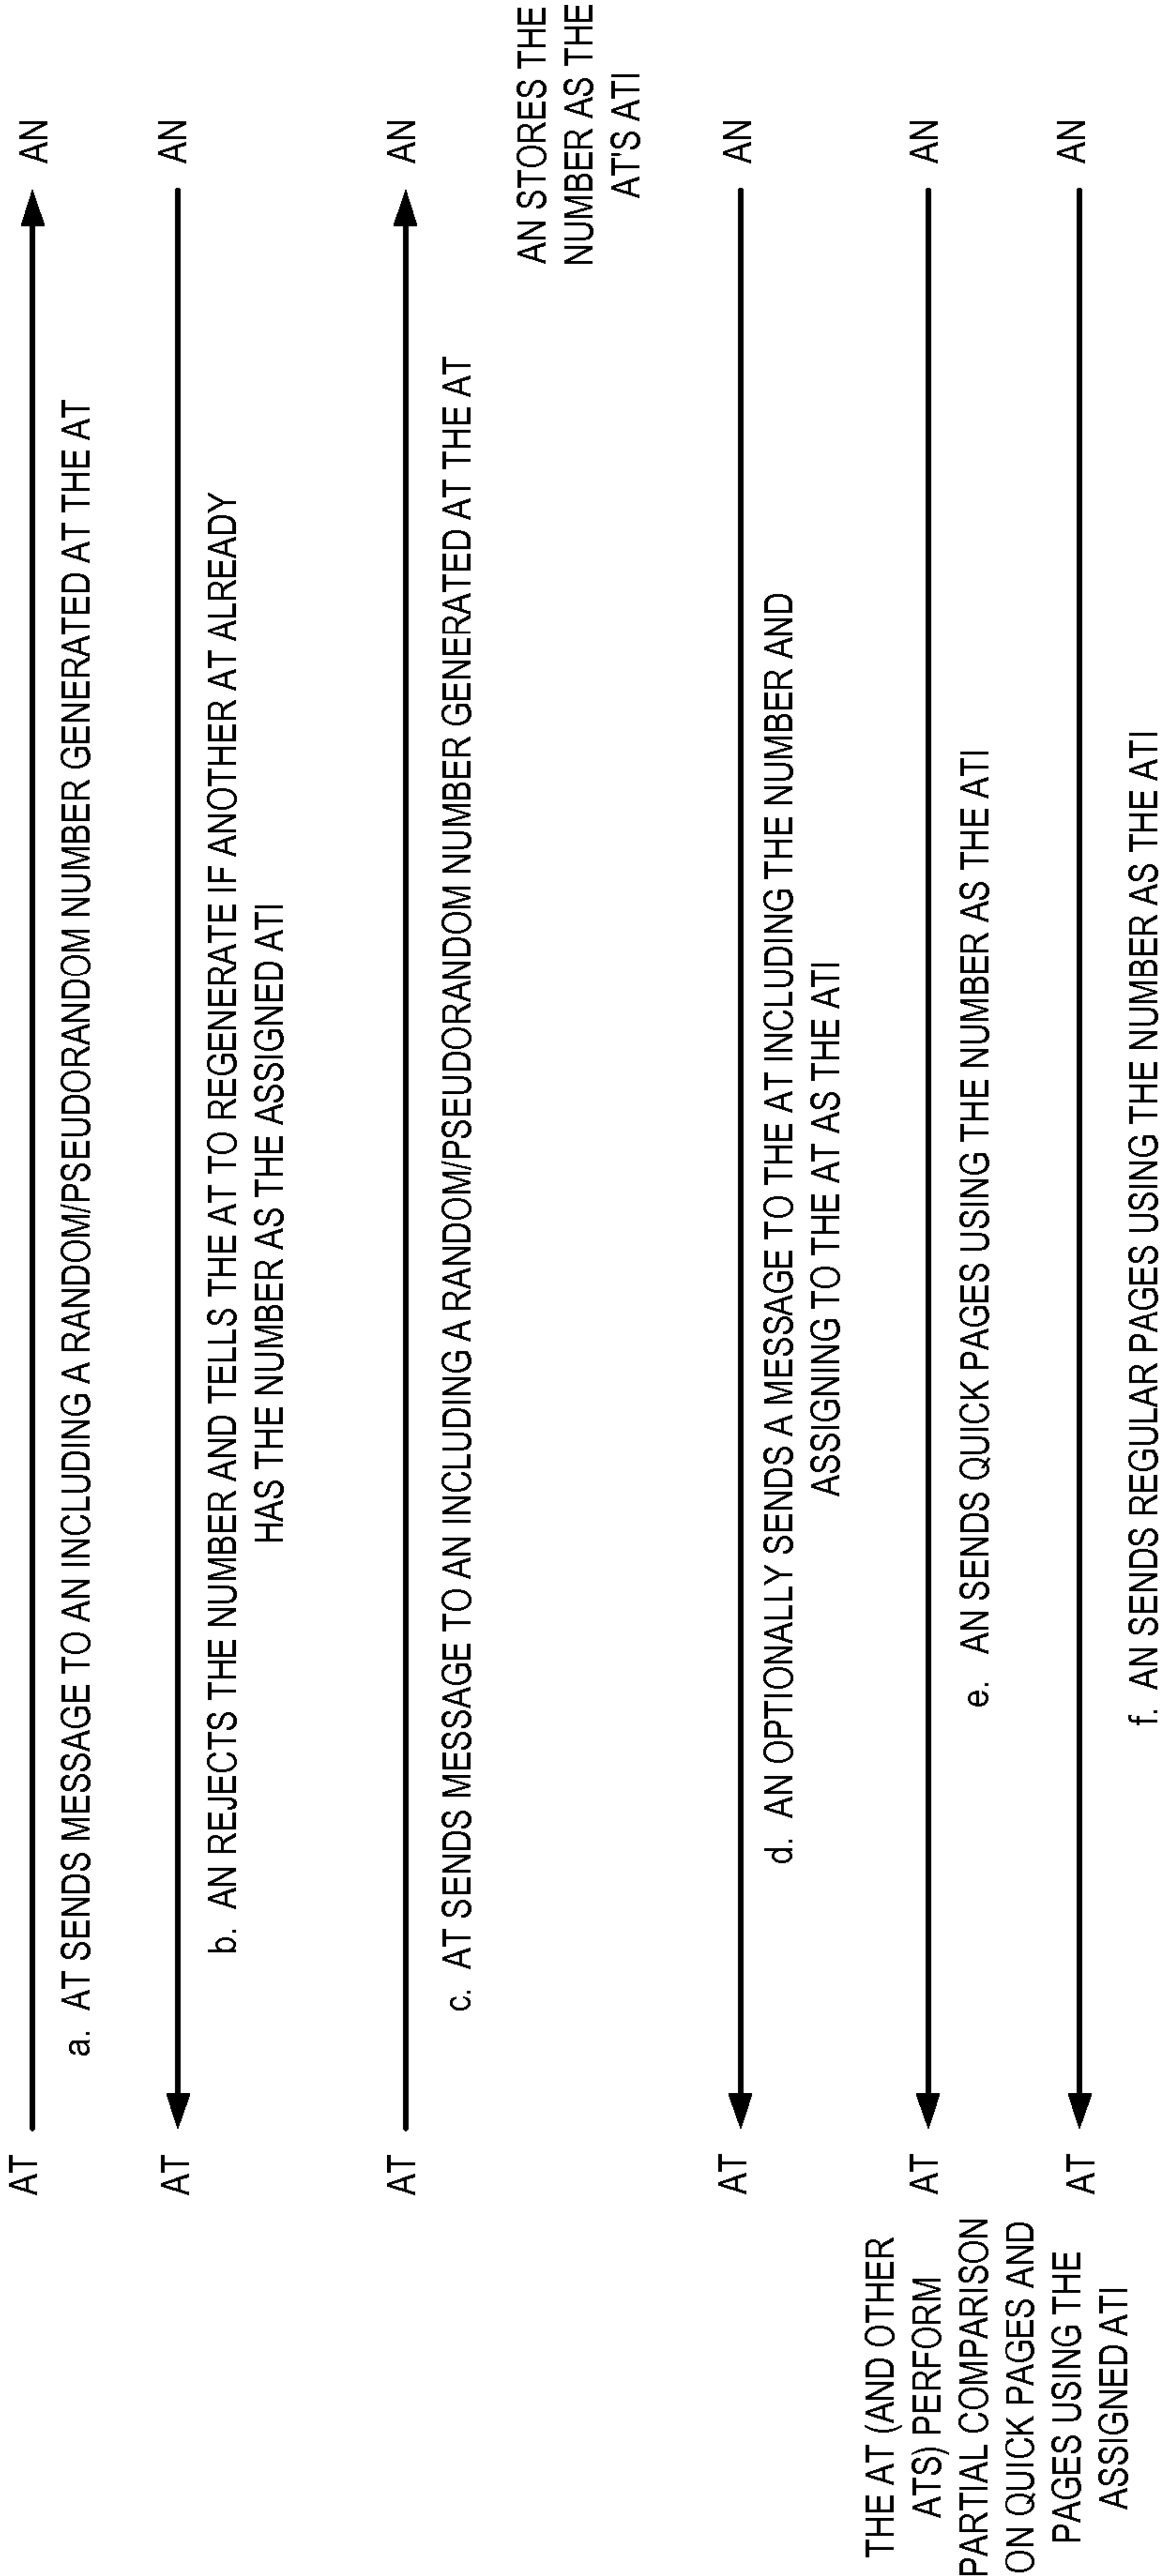 AT AN
a. AT SENDS MESSAGE TO AN INCLUDING A RANDOM/PSEUDORANDOM NUMBER GENERATED AT THE AT
AT AN
b. AN REJECTS THE NUMBER AND TELLS THE AT TO REGENERATE IF ANOTHER AT ALREADY
HAS THE NUMBER AS THE ASSIGNED ATI
AT AN
c. AT SENDS MESSAGE TO AN INCLUDING A RANDOM/PSEUDORANDOM NUMBER GENERATED AT THE AT
AN STORES THE
NUMBER AS THE
AT'S ATI
AT AN
d. AN OPTIONALLY SENDS A MESSAGE TO THE AT INCLUDING THE NUMBER AND
ASSIGNING TO THE AT AS THE ATI
THE AT (AND OTHER
ATS) PERFORM
PARTIAL COMPARISON
ON QUICK PAGES AND
PAGES USING THE
ASSIGNED ATI
AT AN
e. AN SENDS QUICK PAGES USING THE NUMBER AS THE ATI
AT AN
f. AN SENDS REGULAR PAGES USING THE NUMBER AS THE ATI